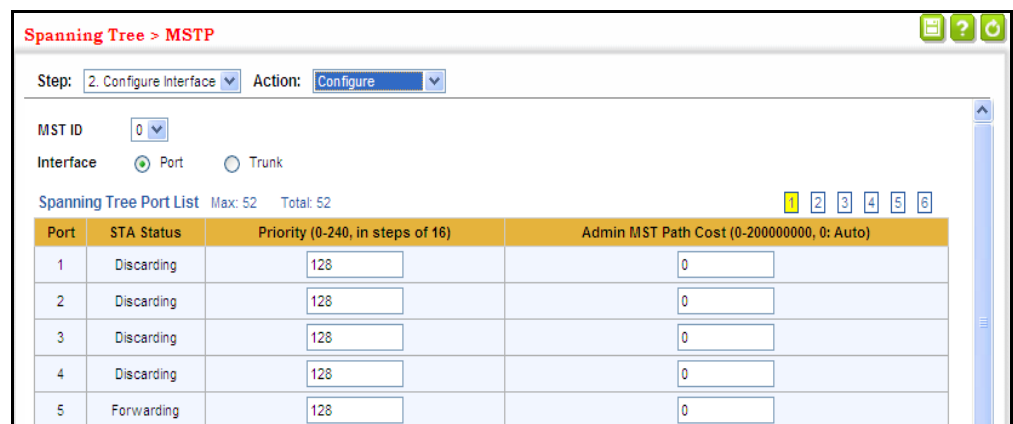 Spanning Tree > MSTP
?
Step: 2. Configure Interface Action: Configure
MST ID 0
Interface Port Trunk
Spanning Tree Port List Max: 52 Total: 52 1 2 3 4 5 6
Port STA Status Priority (0-240, in steps of 16) Admin MST Path Cost (0-200000000, 0: Auto)
1 Discarding 128 0
2 Discarding 128 0
3 Discarding 128 0
4 Discarding 128 0
5 Forwarding 128 0